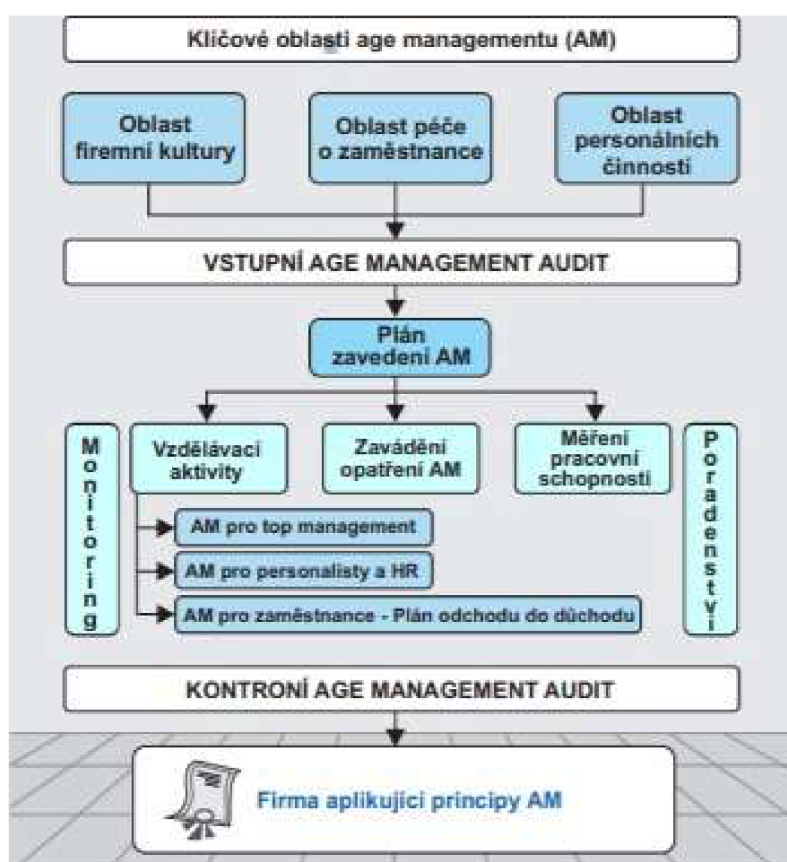 Klíčové oblasti age managementu (AM)
Oblast
firemní kultury
Oblast péče
o zaměstnance
Oblast
personálních
činností
VSTUPNÍ AGE MANAGEMENT AUDIT
Plán
zavedení AM
Monitoring
Vzdělávací
aktivity
Zavádění
opatření AM
Měření
pracovní
schopnosti
Poradenství
AM pro top management
AM pro personalisty a HR
AM pro zaměstnance - Plán odchodu do důchodu
KONTRONÍ AGE MANAGEMENT AUDIT
Firma aplikující principy AM